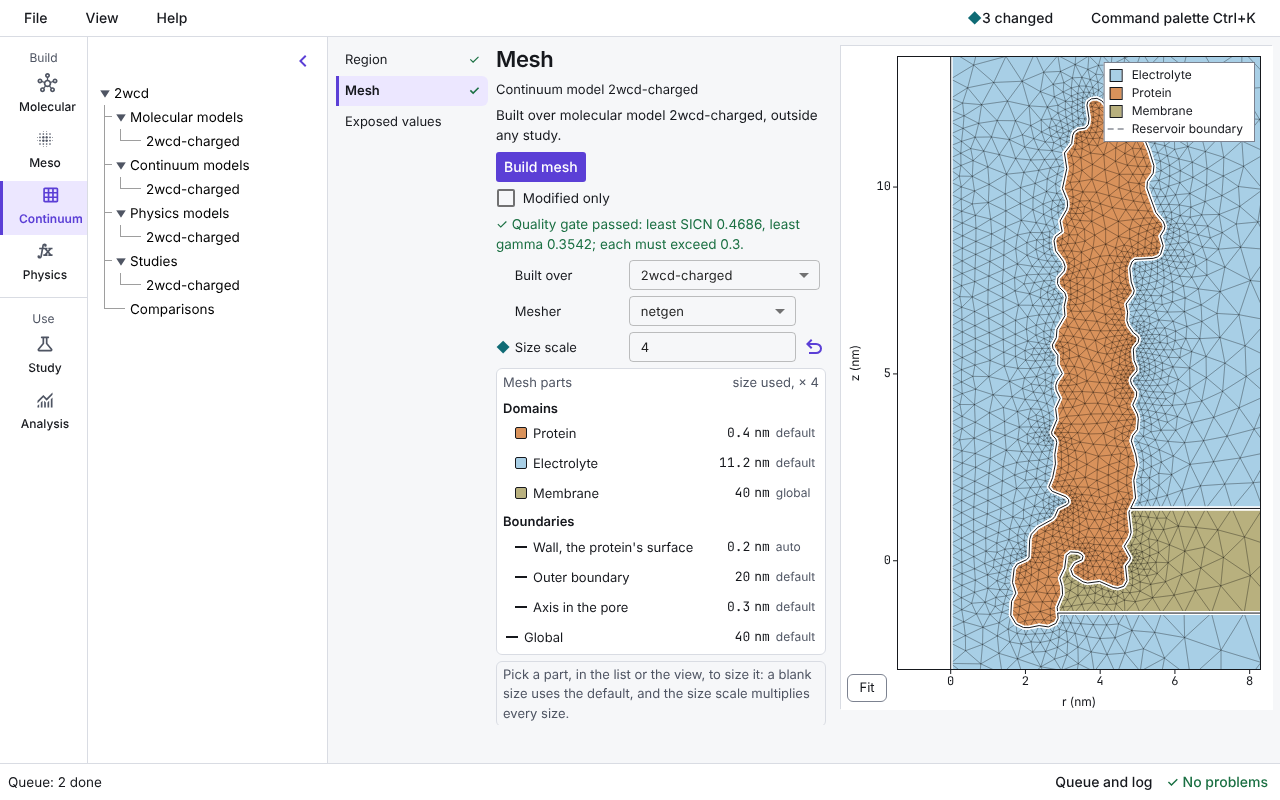 File View Help
3 changed Command palette Ctrl+K
Build
Molecular
Meso
Continuum
Physics
Use
Study
Analysis
2wcd
Molecular models
2wcd-charged
Continuum models
2wcd-charged
Physics models
2wcd-charged
Studies
2wcd-charged
Comparisons
Region
Mesh
Exposed values
Mesh
Continuum model 2wcd-charged
Built over molecular model 2wcd-charged, outside
any study.
Build mesh
Modified only
✓ Quality gate passed: least SICN 0.4686, least
gamma 0.3542; each must exceed 0.3.
Built over 2wcd-charged
Mesher netgen
Size scale 4
Mesh parts size used, × 4
Domains
Protein 0.4 nm default
Electrolyte 11.2 nm default
Membrane 40 nm global
Boundaries
Wall, the protein's surface 0.2 nm auto
Outer boundary 20 nm default
Axis in the pore 0.3 nm default
Global 40 nm default
Pick a part, in the list or the view, to size it: a blank
size uses the default, and the size scale multiplies
every size.
Electrolyte
Protein
Membrane
Reservoir boundary
10
5
0
z (nm)
0 2 4 6 8
r (nm)
Fit
Queue: 2 done
Queue and log ✓ No problems